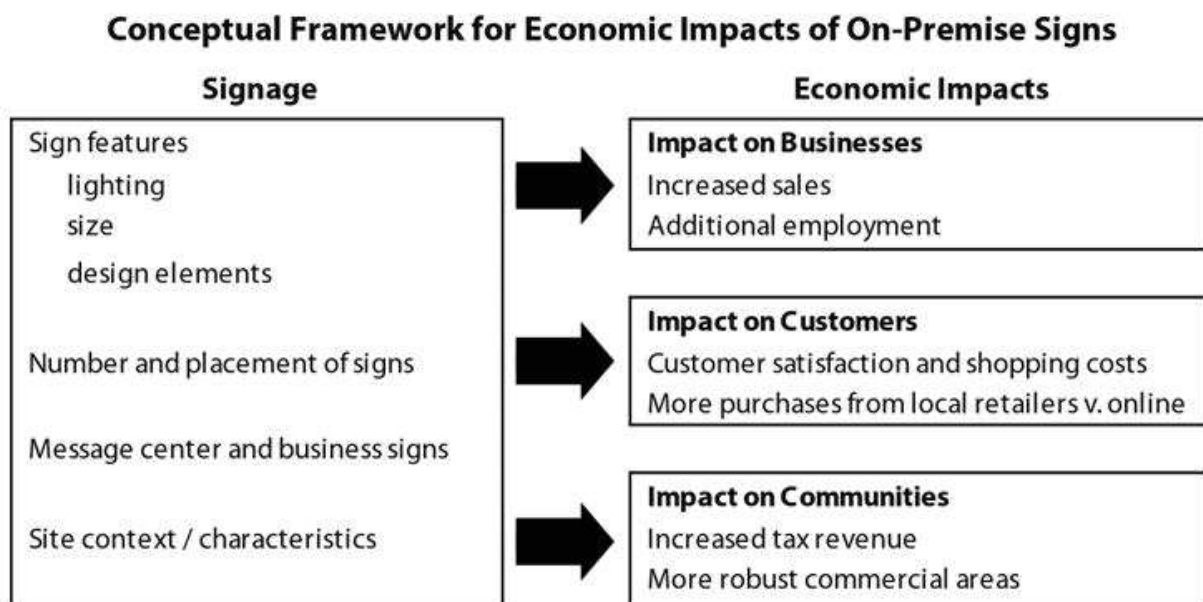 Conceptual Framework for Economic Impacts of On-Premise Signs
Signage
Sign features
lighting
size
design elements
Number and placement of signs
Message center and business signs
Site context / characteristics
Economic Impacts
Impact on Businesses
Increased sales
Additional employment
Impact on Customers
Customer satisfaction and shopping costs
More purchases from local retailers v. online
Impact on Communities
Increased tax revenue
More robust commercial areas